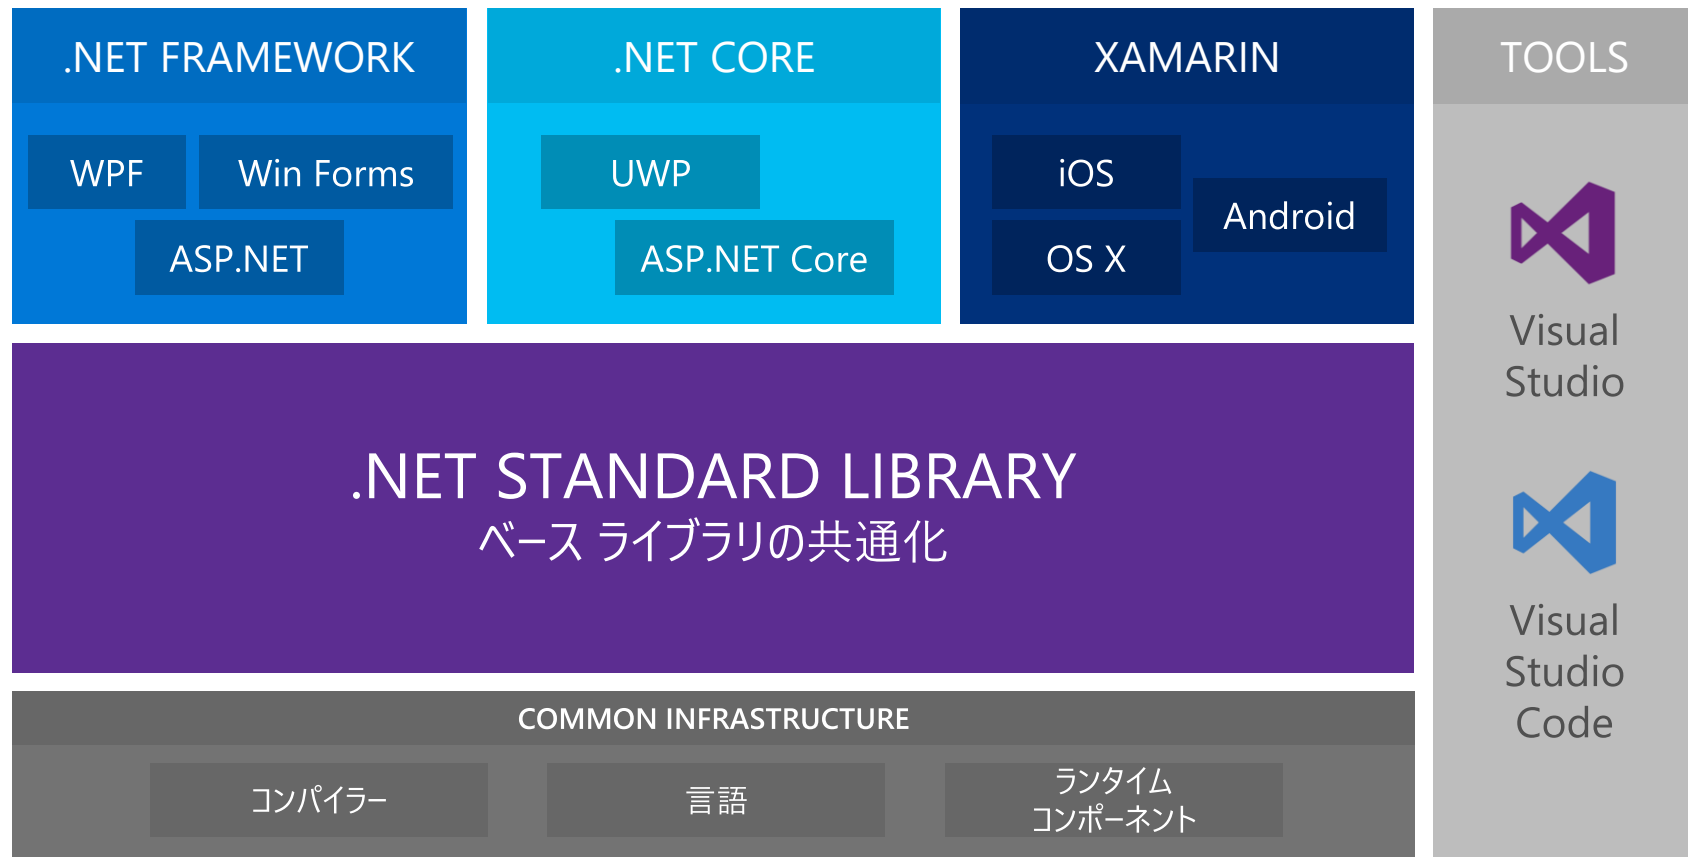 .NET FRAMEWORK
WPF
Win Forms
ASP.NET
.NET CORE
UWP
ASP.NET Core
XAMARIN
iOS
Android
OS X
TOOLS
Visual
Studio
Visual
Studio
Code
.NET STANDARD LIBRARY
ベース ライブラリの共通化
COMMON INFRASTRUCTURE
コンパイラー
言語
ランタイム
コンポーネント